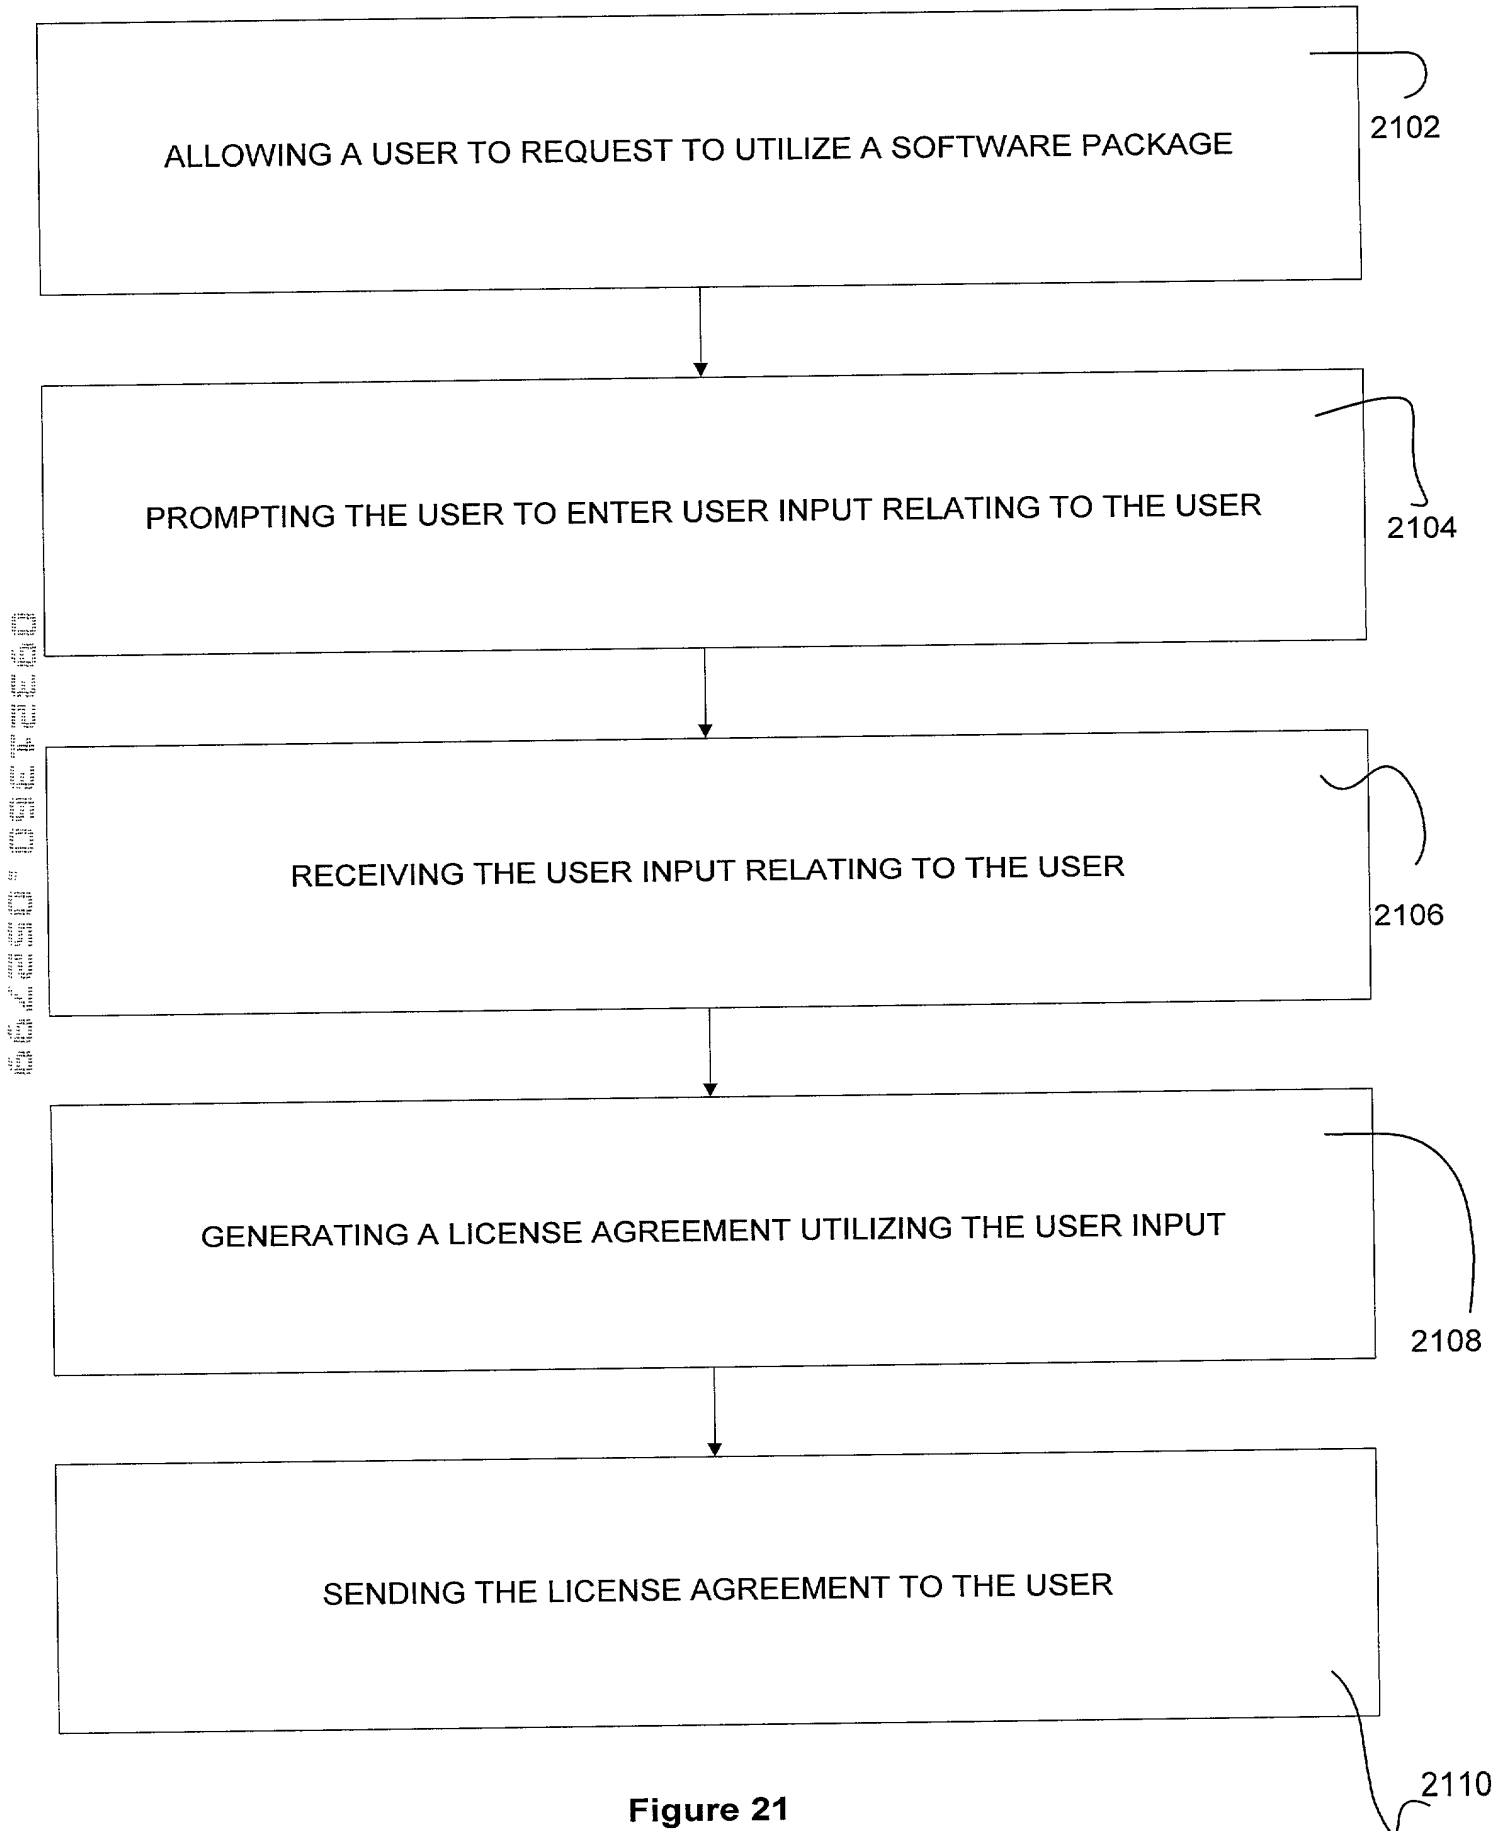 ALLOWING A USER TO REQUEST TO UTILIZE A SOFTWARE PACKAGE
2102
PROMPTING THE USER TO ENTER USER INPUT RELATING TO THE USER
2104
RECEIVING THE USER INPUT RELATING TO THE USER
2106
GENERATING A LICENSE AGREEMENT UTILIZING THE USER INPUT
2108
SENDING THE LICENSE AGREEMENT TO THE USER
2110
Figure 21